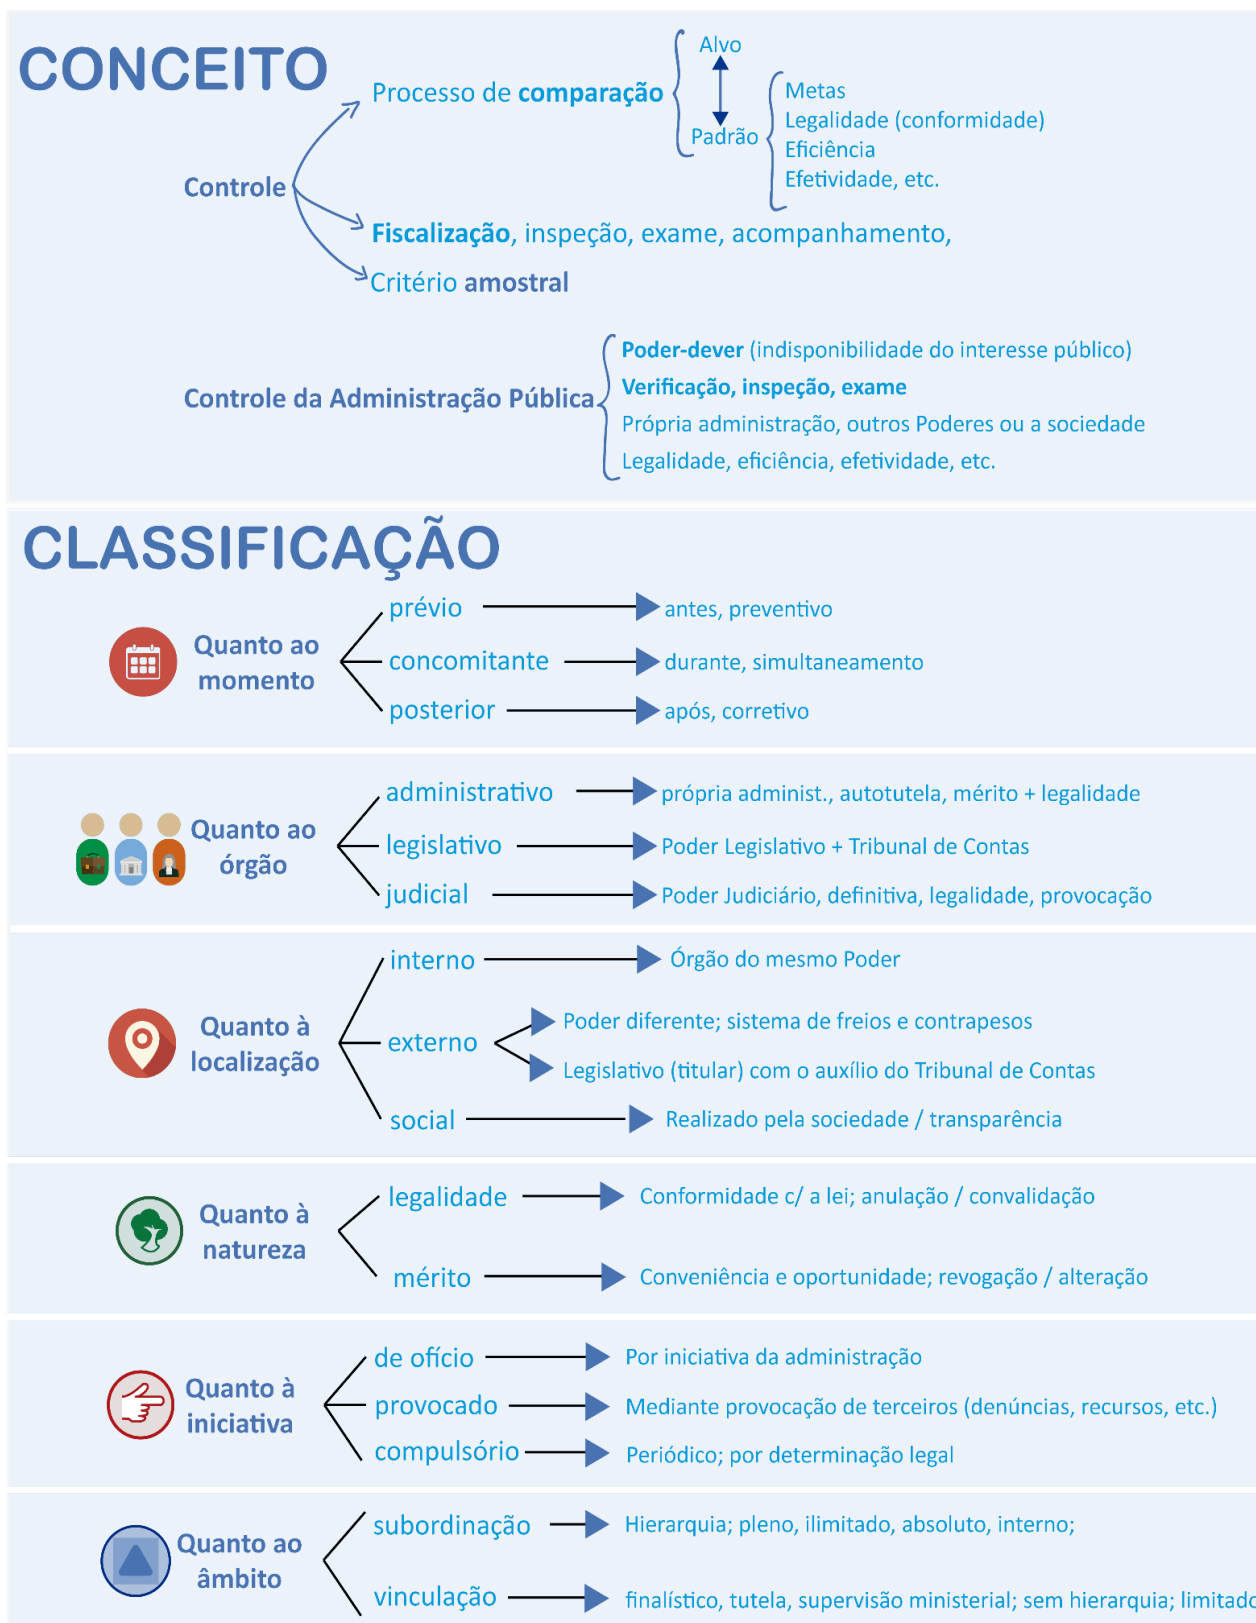 CONCEITO
Controle
Processo de comparação
Alvo
Padrão
Metas
Legalidade (conformidade)
Eficiência
Efetividade, etc.
Fiscalização, inspeção, exame, acompanhamento,
Critério amostral
Controle da Administração Pública
Poder-dever (indisponibilidade do interesse público)
Verificação, inspeção, exame
Própria administração, outros Poderes ou a sociedade
Legalidade, eficiência, efetividade, etc.
CLASSIFICAÇÃO
Quanto ao
momento
prévio antes, preventivo
concomitante durante, simultaneamento
posterior após, corretivo
Quanto ao
órgão
administrativo própria administ., autotutela, mérito + legalidade
legislativo Poder Legislativo + Tribunal de Contas
judicial Poder Judiciário, definitiva, legalidade, provocação
Quanto à
localização
interno Órgão do mesmo Poder
externo
Poder diferente; sistema de freios e contrapesos
Legislativo (titular) com o auxílio do Tribunal de Contas
social Realizado pela sociedade / transparência
Quanto à
natureza
legalidade Conformidade c/ a lei; anulação / convalidação
mérito Conveniência e oportunidade; revogação / alteração
Quanto à
iniciativa
de ofício Por iniciativa da administração
provocado Mediante provocação de terceiros (denúncias, recursos, etc.)
compulsório Periódico; por determinação legal
Quanto ao
âmbito
subordinação Hierarquia; pleno, ilimitado, absoluto, interno;
vinculação finalístico, tutela, supervisão ministerial; sem hierarquia; limitado